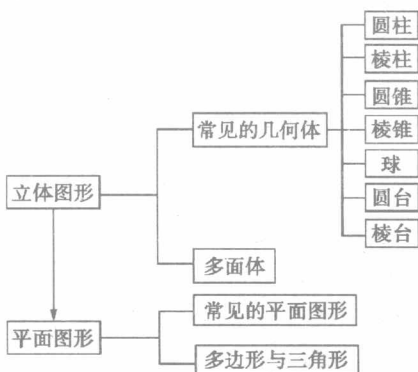 圆柱
棱柱
圆锥
常见的几何体
棱锥
球
立体图形
圆台
棱台
多面体
常见的平面图形
平面图形
多边形与三角形